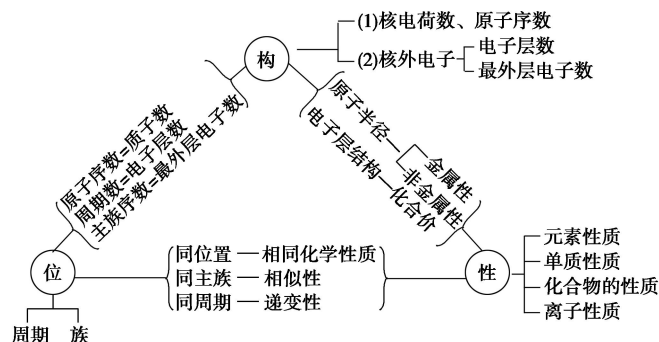 构
(1)核电荷数、原子序数
(2)核外电子
电子层数
最外层电子数
原子序数=质子数
周期数=电子层数
主族序数=最外层电子数
原子半径
电子层结构—化合价
金属性
非金属性
位
周期 族
同位置—相同化学性质
同主族—相似性
同周期—递变性
性
元素性质
单质性质
化合物的性质
离子性质